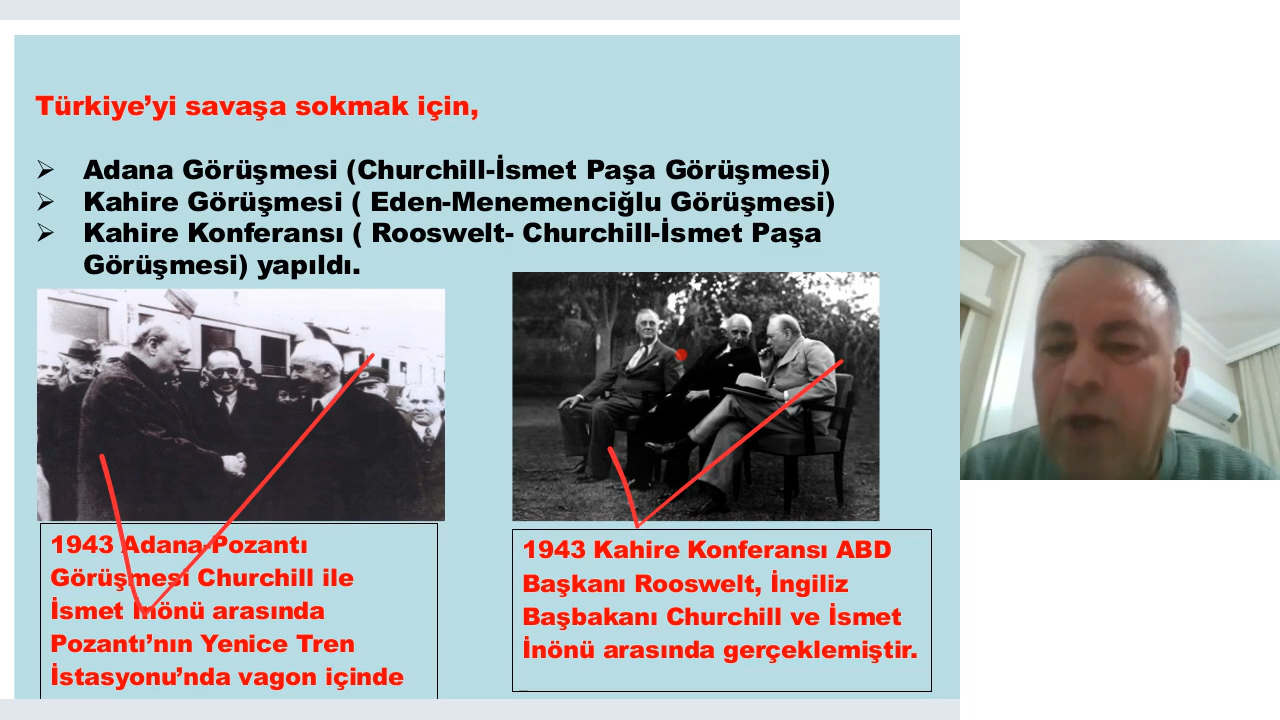 Türkiye’yi savaşa sokmak için,
Adana Görüşmesi (Churchill-İsmet Paşa Görüşmesi)
Kahire Görüşmesi ( Eden-Menemenciğlu Görüşmesi)
Kahire Konferansı ( Rooswelt- Churchill-İsmet Paşa
Görüşmesi) yapıldı.
1943 Adana-Pozantı
Görüşmesi Churchill ile
İsmet İnönü arasında
Pozantı’nın Yenice Tren
İstasyonu’nda vagon içinde
1943 Kahire Konferansı ABD
Başkanı Rooswelt, İngiliz
Başbakanı Churchill ve İsmet
İnönü arasında gerçeklemiştir.